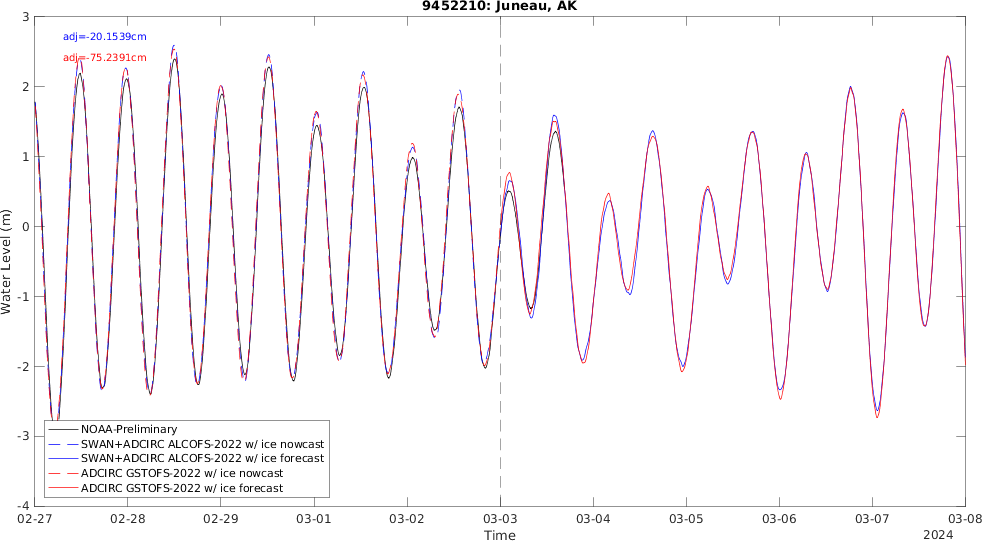 9452210: Juneau, AK
adj=-20.1539cm
adj=-75.2391cm
Water Level (m)
3
2
1
0
-1
-2
-3
-4
NOAA-Preliminary
SWAN+ADCIRC ALCOFS-2022 w/ ice nowcast
SWAN+ADCIRC ALCOFS-2022 w/ ice forecast
ADCIRC GSTOFS-2022 w/ ice nowcast
ADCIRC GSTOFS-2022 w/ ice forecast
02-27 02-28 02-29 03-01 03-02 03-03 03-04 03-05 03-06 03-07 03-08
Time
2024